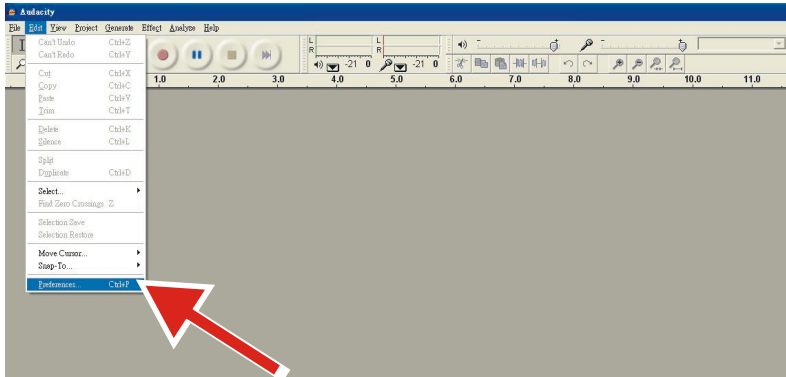 Audacity
File Edit View Project Generate Effect Analyze Help
Can't Undo Ctrl+Z
Can't Redo Ctrl+Y
Cut Ctrl+X
Copy Ctrl+C
Paste Ctrl+V
Trim Ctrl+T
Delete Ctrl+K
Silence Ctrl+L
Split
Duplicate Ctrl+D
Select...
Find Zero Crossings Z
Selection Save
Selection Restore
Move Cursor...
Snap-To...
Preferences... Ctrl+P
L L
R R
-21 0 -21 0
1.0 2.0 3.0 4.0 5.0 6.0 7.0 8.0 9.0 10.0 11.0